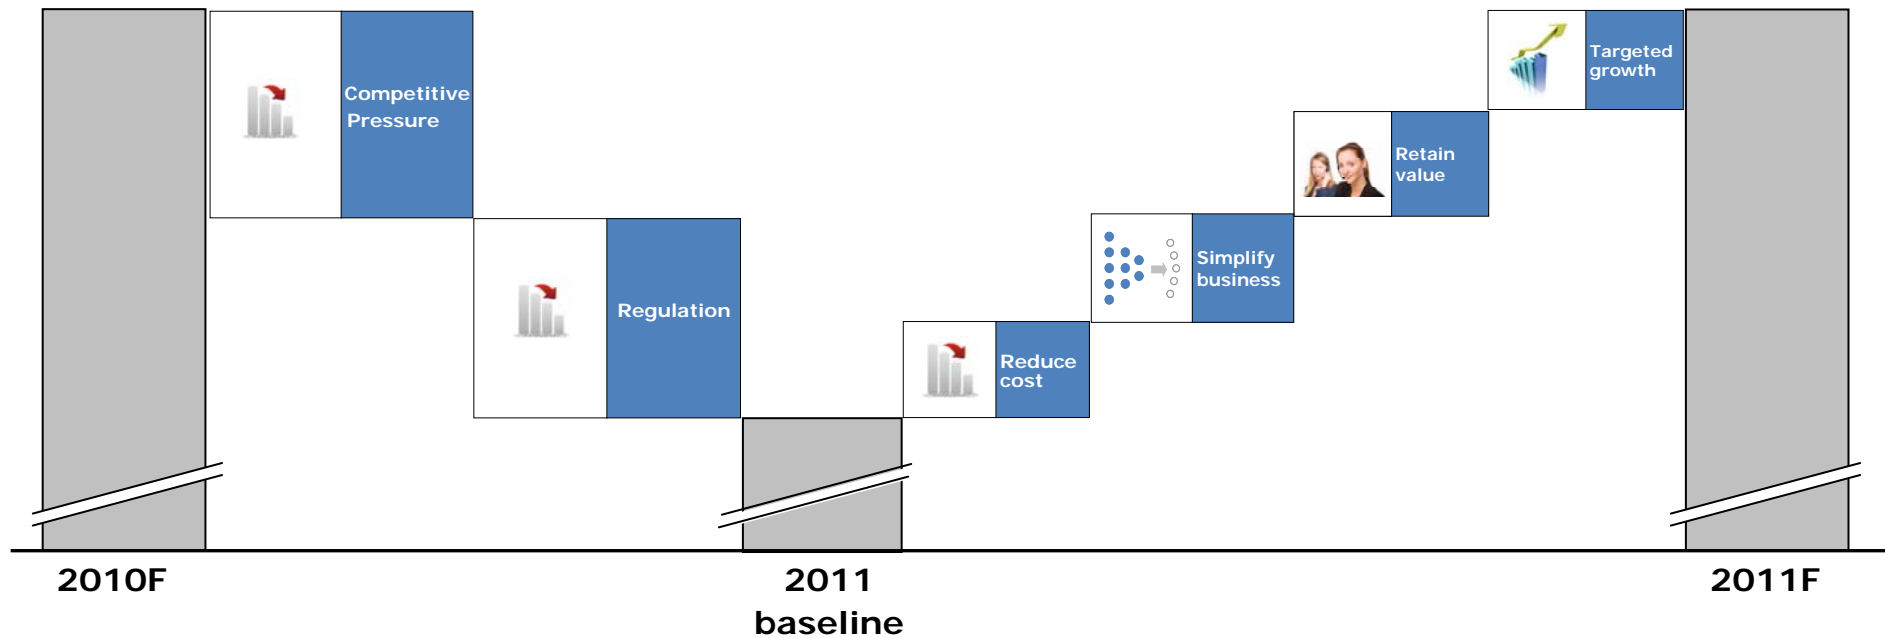 Competitive
Pressure
Regulation
Reduce
cost
Simplify
business
Retain
value
Targeted
growth
2010F
2011
baseline
2011F